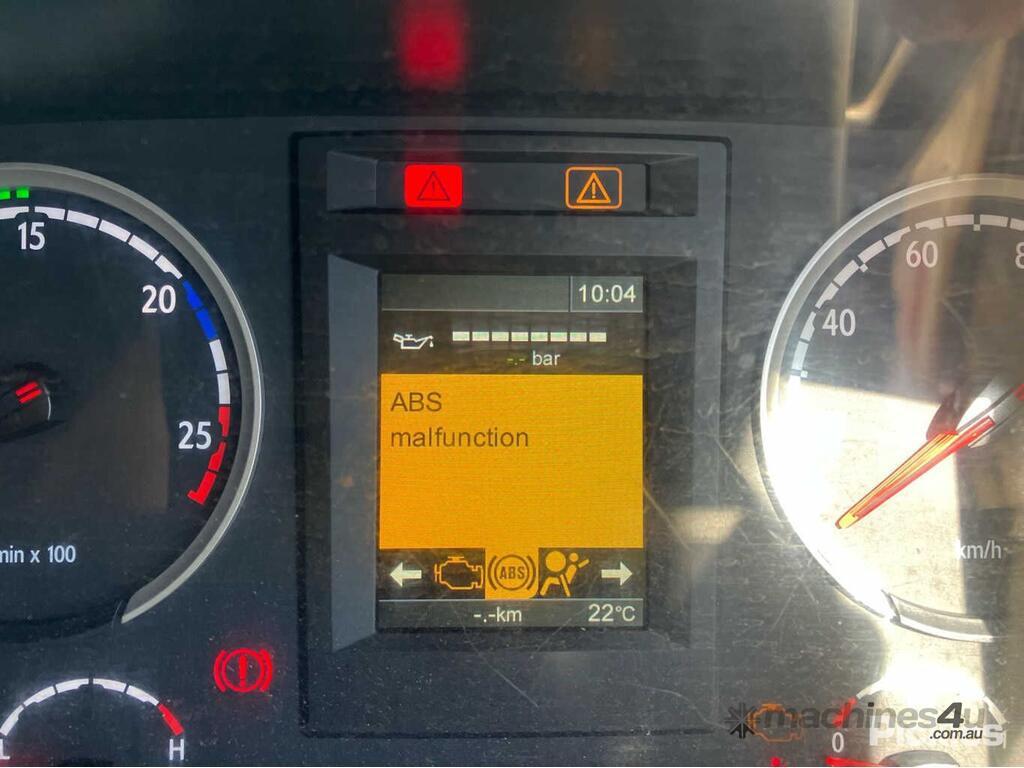 10:04
15
20
25
min x 100
-.- bar
ABS
malfunction
ABS
-.-km
22°C
40
60
8
km/h
L
H
0
machines4u
.com.au